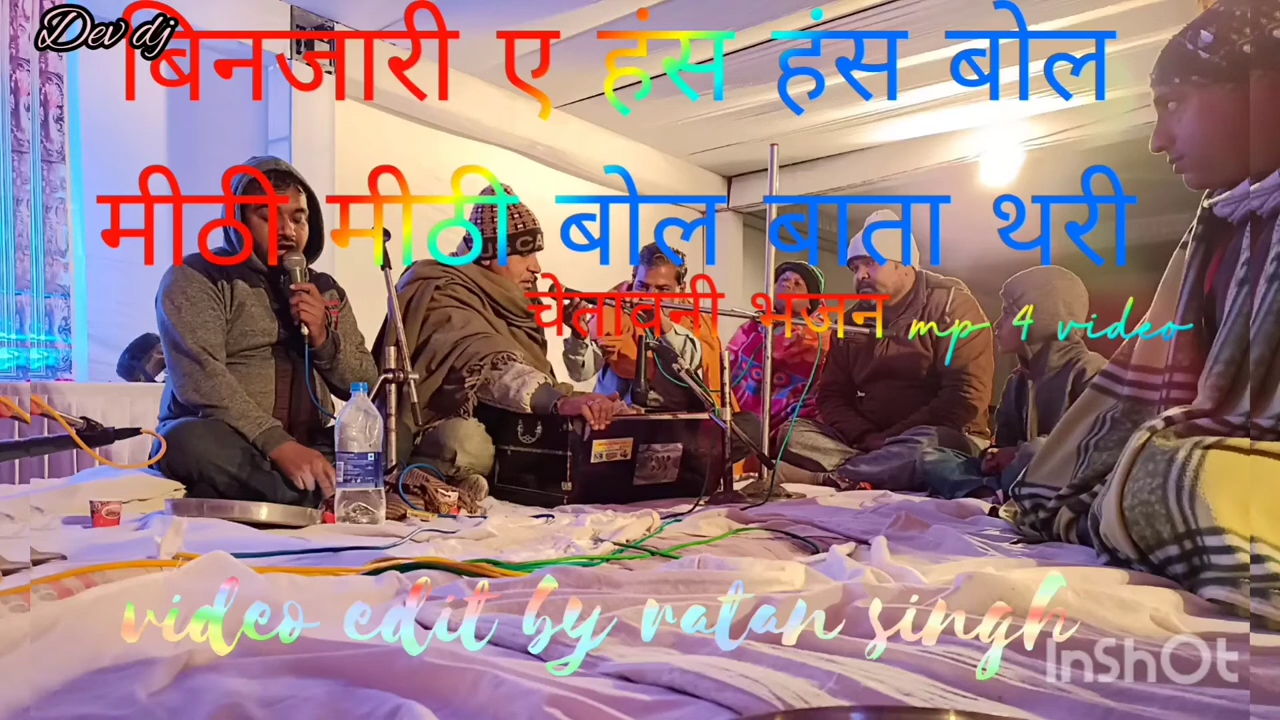 Dev dj
बिनजारी ए हंस हंस बोल
मीठी मीठी बोल बाता थरी
चेतावनी भजन mp 4 video
video edit by ratan singh
InShOt